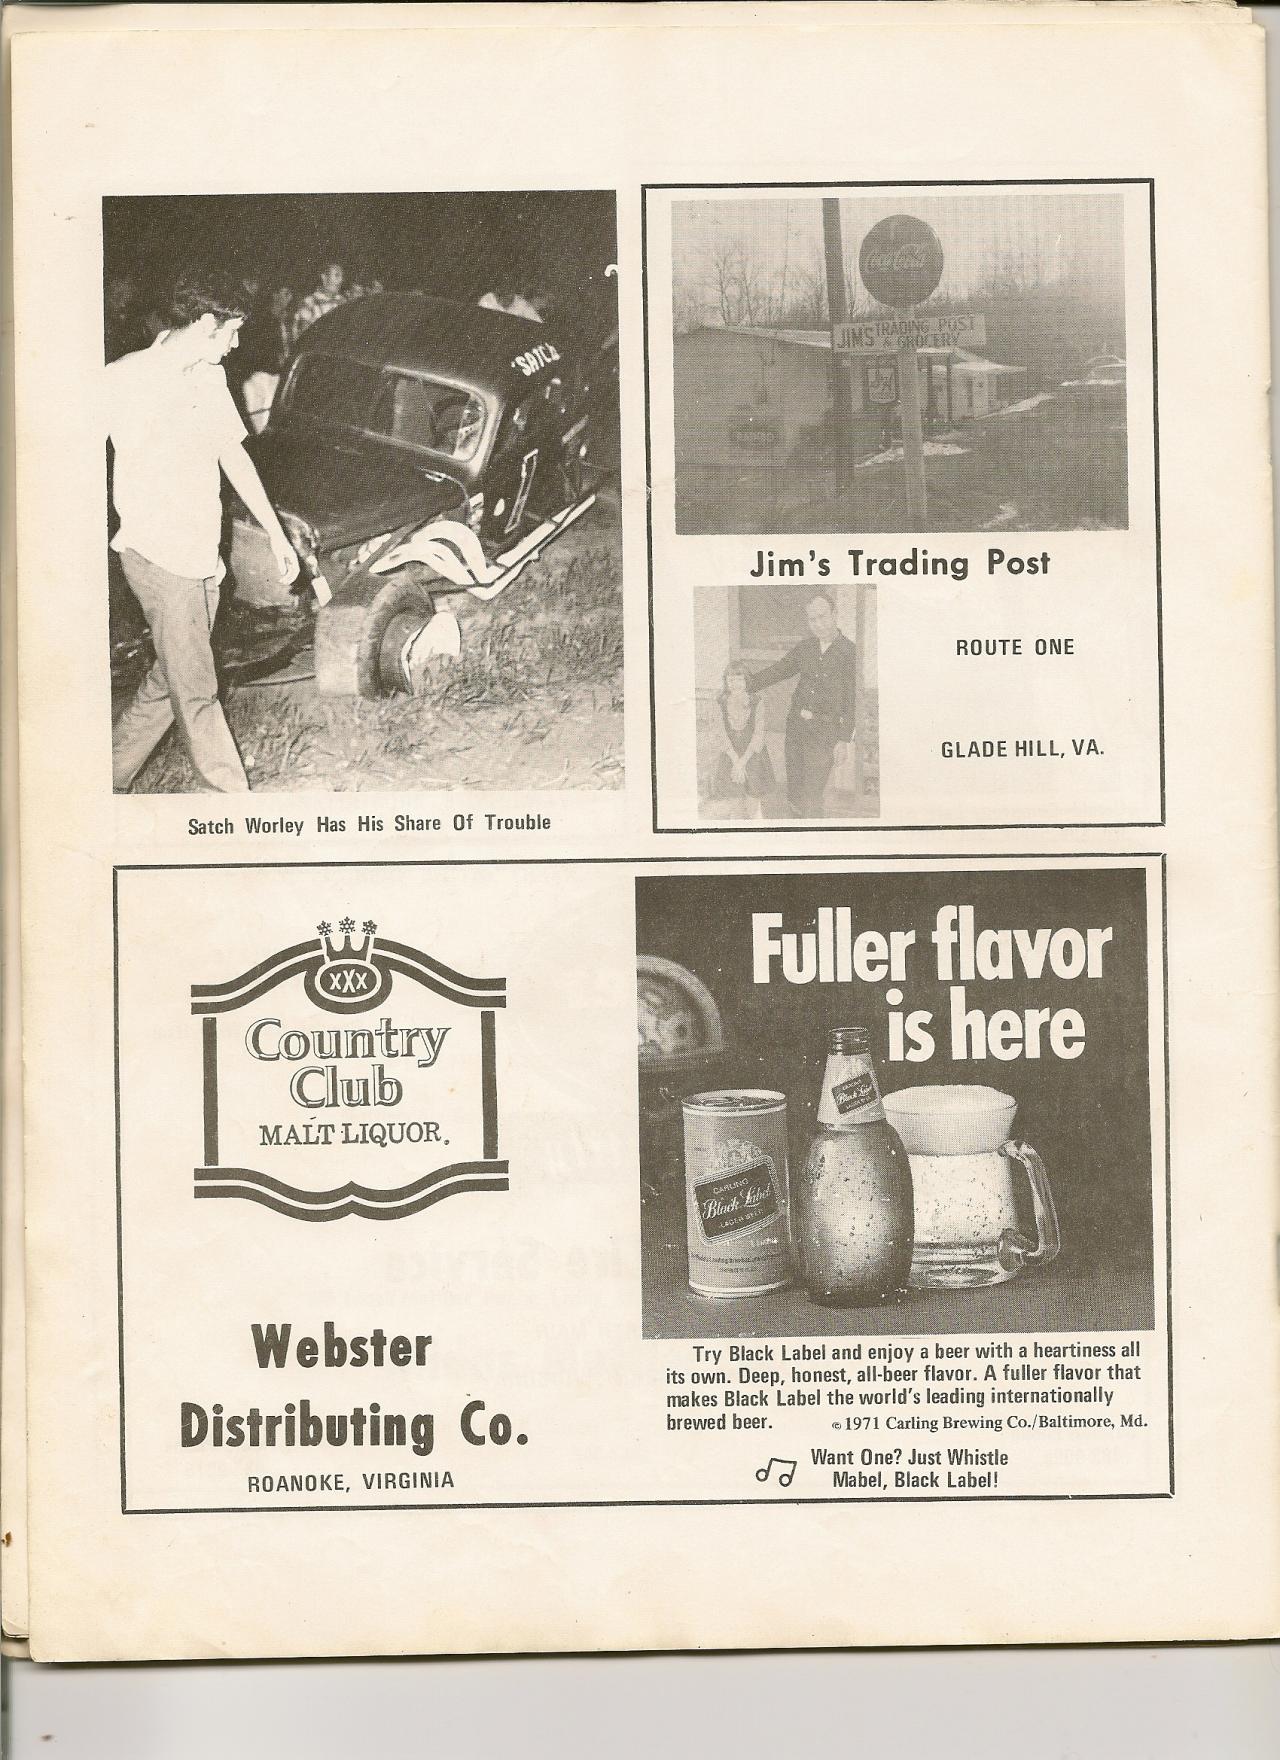 "SATCH
Satch Worley Has His Share Of Trouble
Coca-Cola
JIM'S TRADING POST
& GROCERY
Jim's Trading Post
ROUTE ONE
GLADE HILL, VA.
xXx
Country
Club
MALT LIQUOR.
Webster
Distributing Co.
ROANOKE, VIRGINIA
Fuller flavor
is here
CARLING
Black Label
LAGER BEER
Black Label
Try Black Label and enjoy a beer with a heartiness all
its own. Deep, honest, all-beer flavor. A fuller flavor that
makes Black Label the world's leading internationally
brewed beer. © 1971 Carling Brewing Co./Baltimore, Md.
Want One? Just Whistle
Mabel, Black Label!